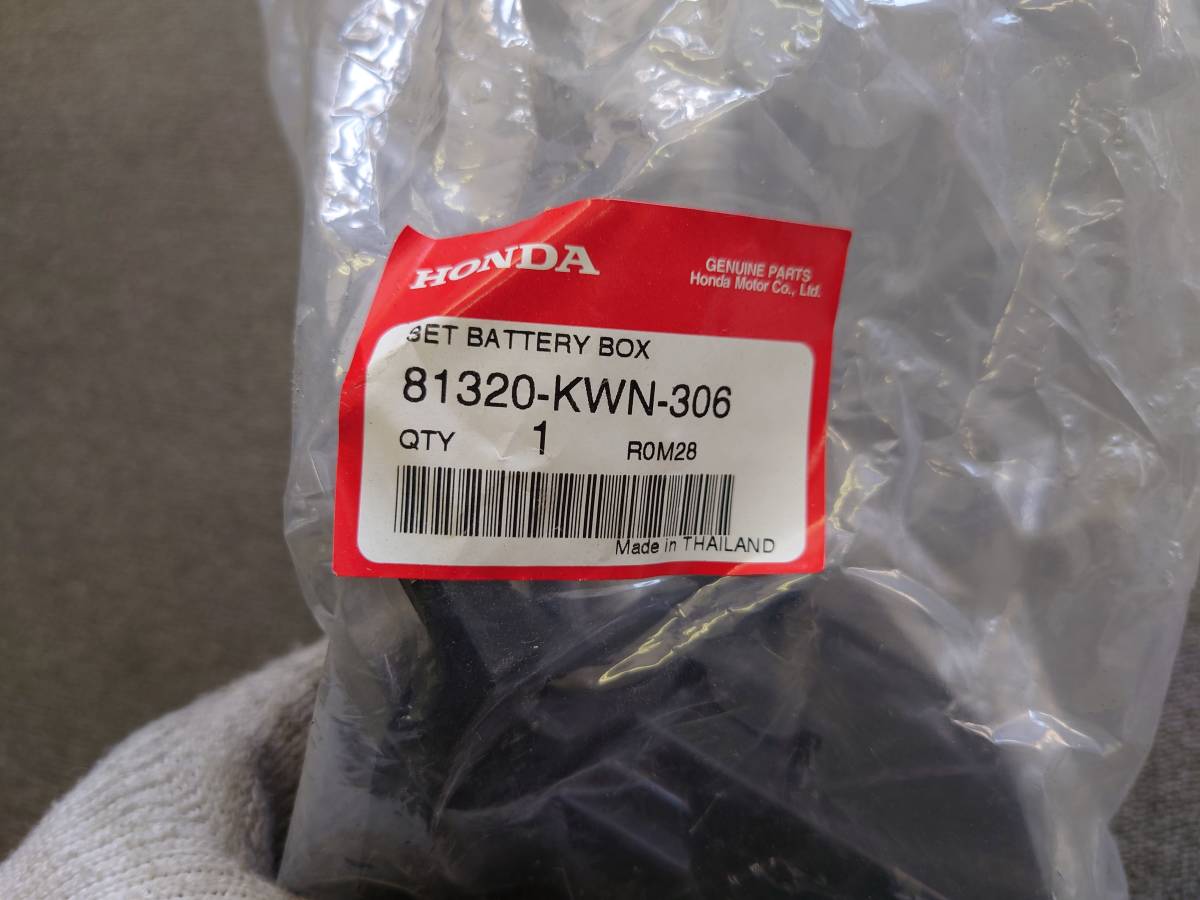 HONDA
GENUINE PARTS
Honda Motor Co., Ltd.
SET BATTERY BOX
81320-KWN-306
QTY 1 R0M28
Made in THAILAND